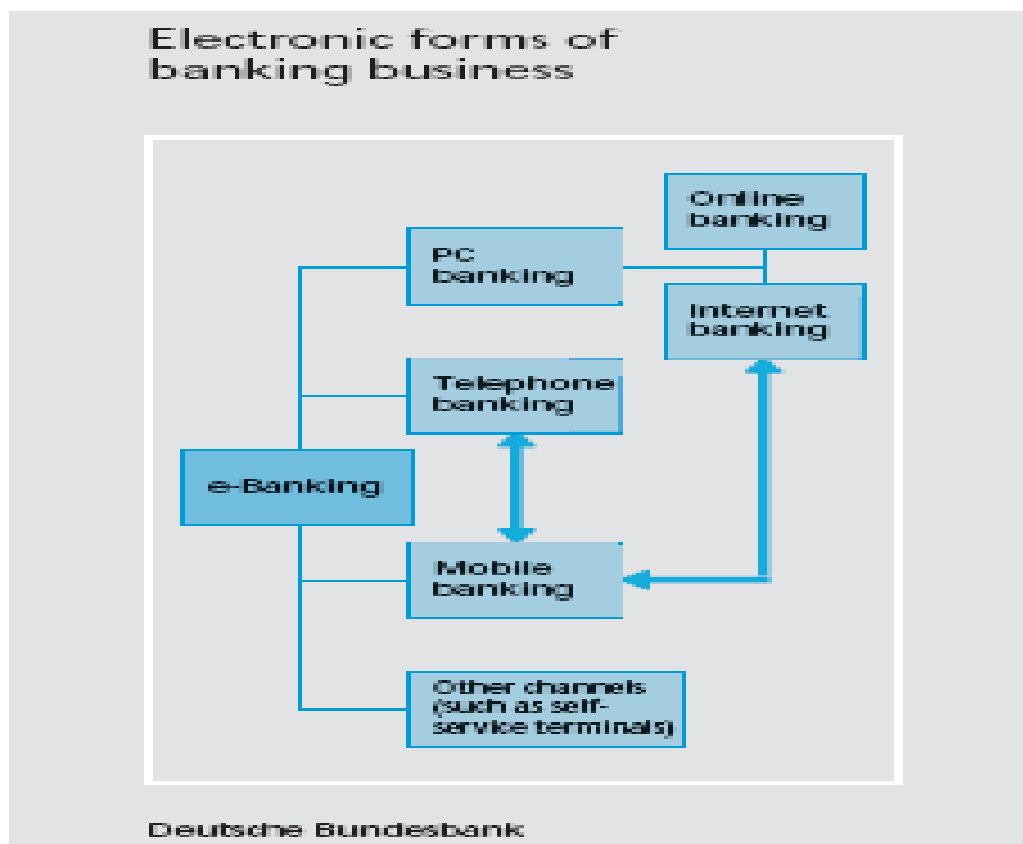 Electronic forms of
banking business
Online
banking
PC
banking
Internet
banking
Telephone
banking
e-Banking
Mobile
banking
Other channels
(such as self-
service terminals)
Deutsche Bundesbank